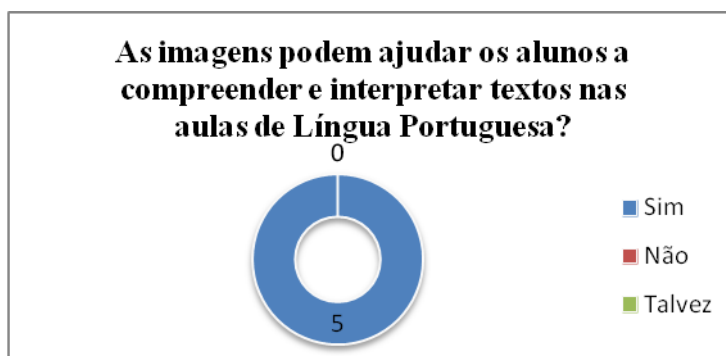 As imagens podem ajudar os alunos a
compreender e interpretar textos nas
aulas de Língua Portuguesa?
0
5
Sim
Não
Talvez